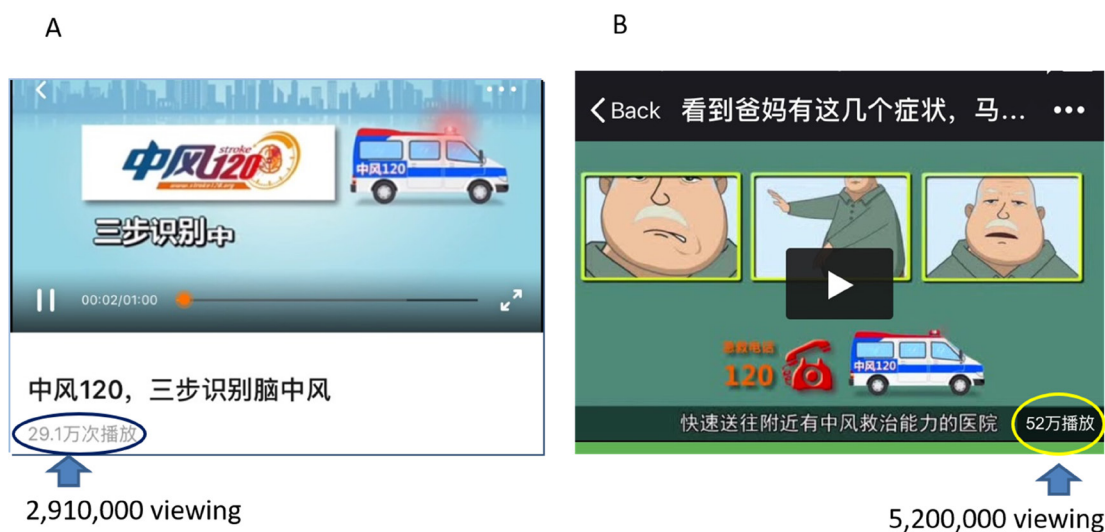 A
中风120
stroke
www.stroke120.org
中风120
三步识别中
00:02/01:00
中风120，三步识别脑中风
29.1万次播放
2,910,000 viewing
B
Back 看到爸妈有这几个症状，马...
急救电话
120
中风120
快速送往附近有中风救治能力的医院
52万播放
5,200,000 viewing